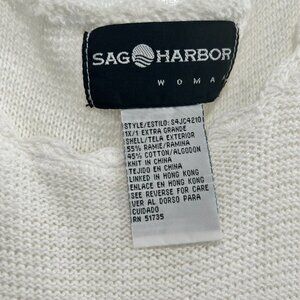 SAG HARBOR
WOMA
STYLE/ESTILO: S4JC4210
1X/1 EXTRA GRANDE
SHELL/TELA EXTERIOR
55% RAMIE/RAMINA
45% COTTON/ALGODON
KNIT IN CHINA
TEJIDO EN CHINA
LINKED IN HONG KONG
ENLACE EN HONG KONG
SEE REVERSE FOR CARE
VER AL DORSO PARA
CUIDADO
RN 51735